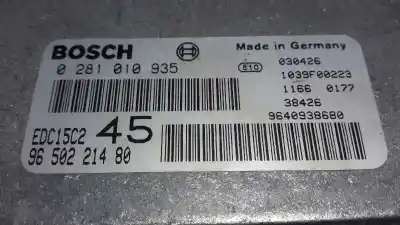 BOSCH
Made in Germany
0 281 010 935
810
030426
1039F00223
1166 0177
38426
9640938680
EDC15C2 45
96 502 214 80